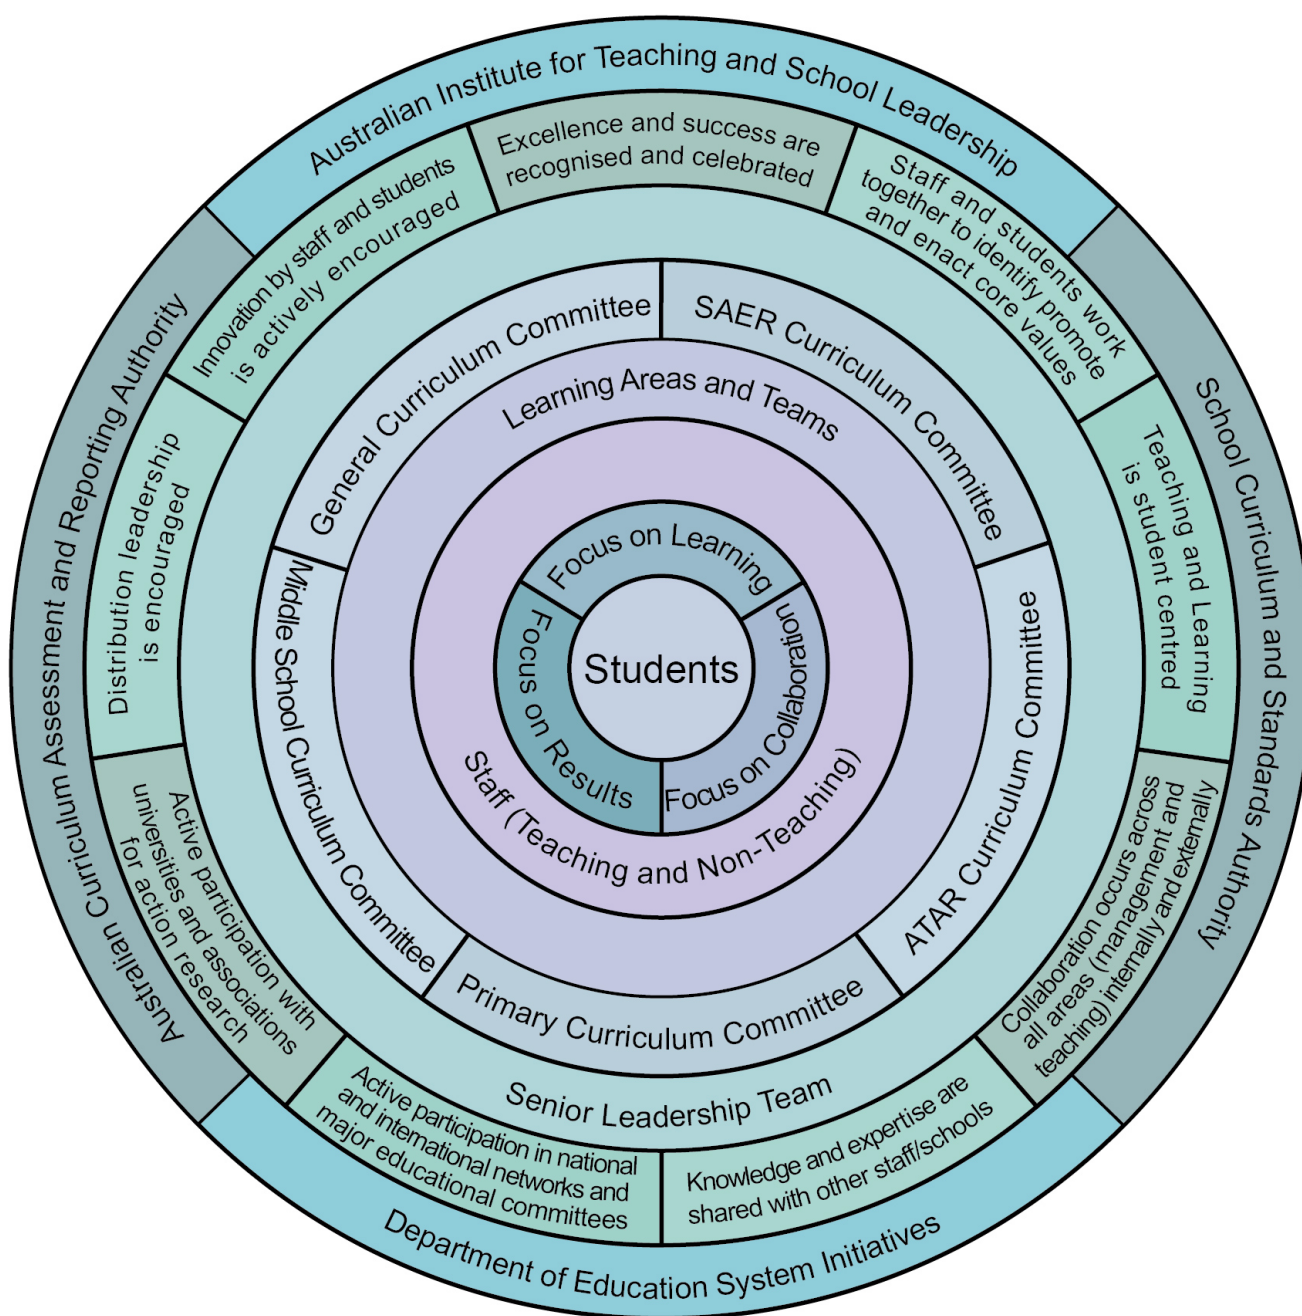 Australian Institute for Teaching and School Leadership
School Curriculum and Standards Authority
Department of Education System Initiatives
Australian Curriculum Assessment and Reporting Authority
Excellence and success are
recognised and celebrated
Staff and students work
together to identify promote
and enact core values
Teaching and Learning
is student centred
Collaboration occurs across
all areas (management and
teaching) internally and externally
Knowledge and expertise are
shared with other staff/schools
Active participation in national
and international networks and
major educational committees
Active participation with
universities and associations
for action research
Distribution leadership
is encouraged
Innovation by staff and students
is actively encouraged
Senior Leadership Team
General Curriculum Committee
SAER Curriculum Committee
ATAR Curriculum Committee
Primary Curriculum Committee
Middle School Curriculum Committee
Learning Areas and Teams
Staff (Teaching and Non-Teaching)
Focus on Learning
Focus on Collaboration
Focus on Results
Students